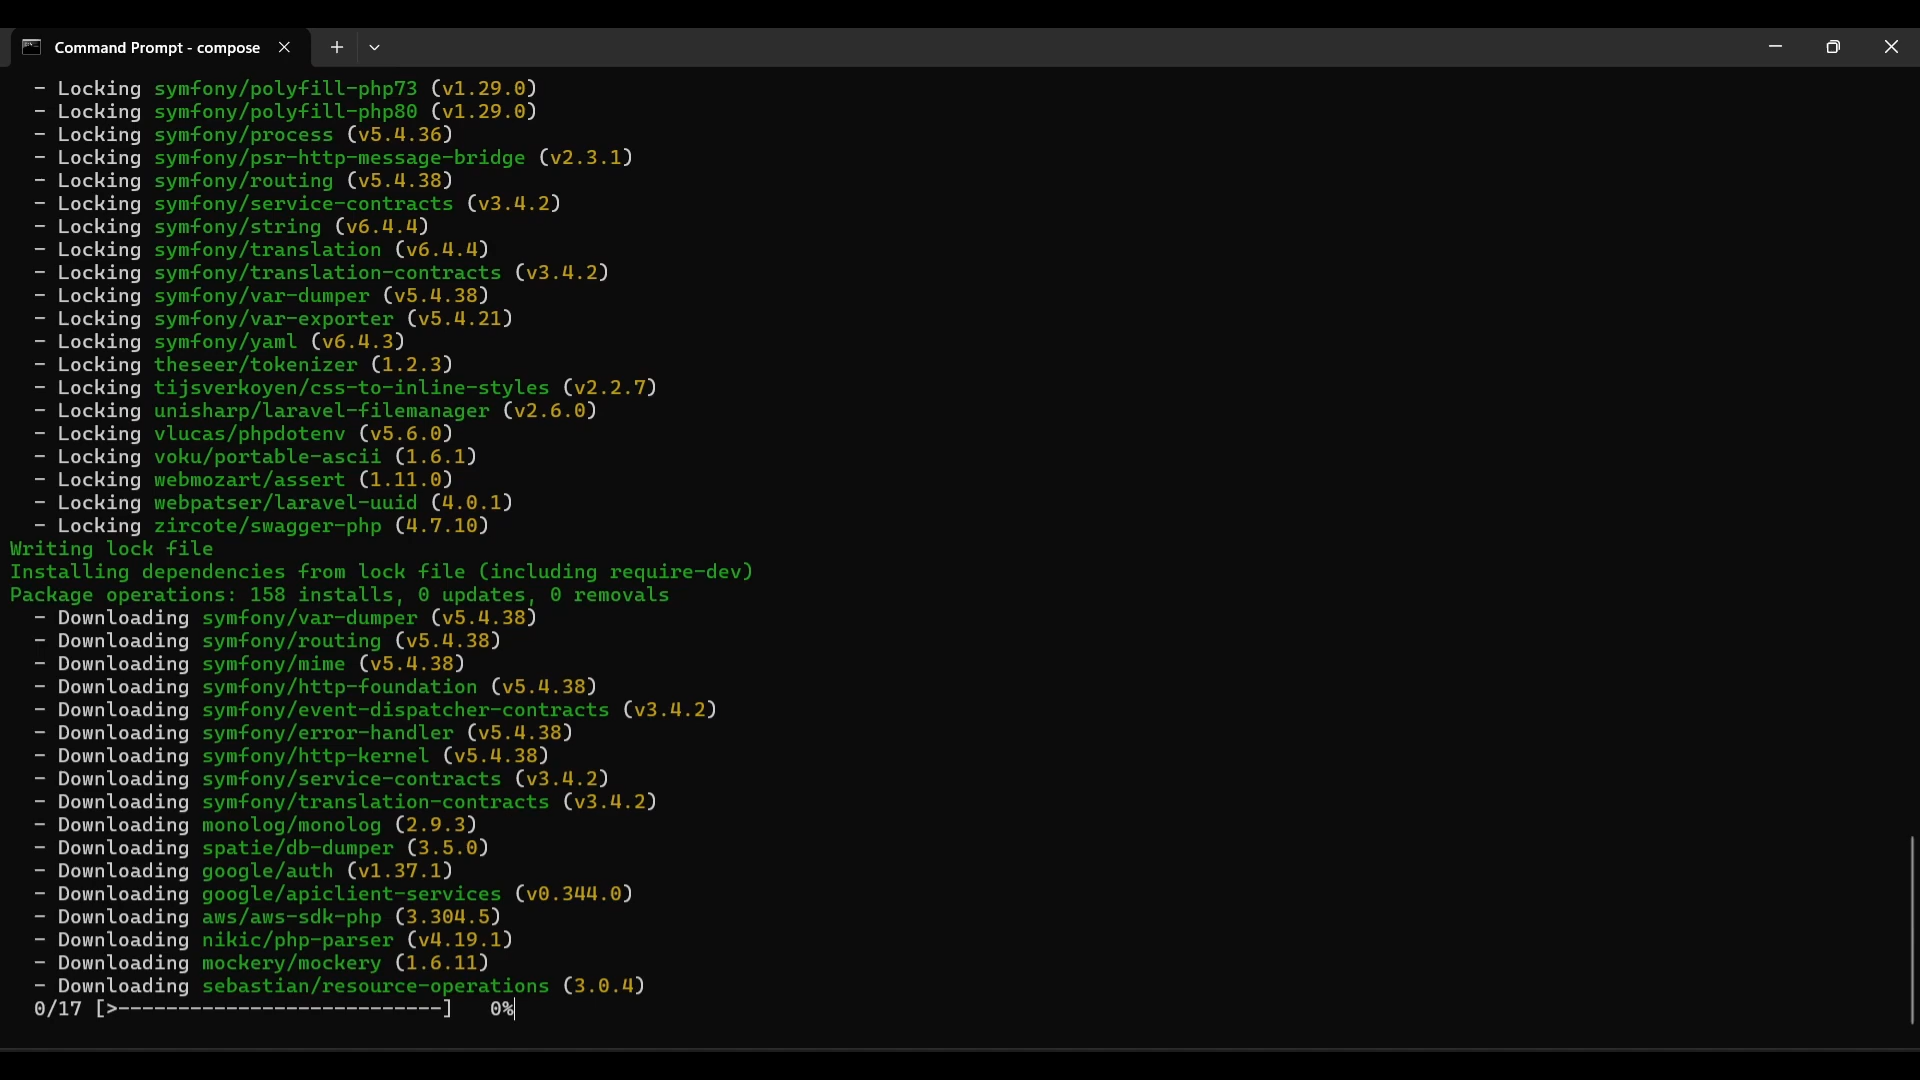 Command Prompt - compose
- Locking symfony/polyfill-php73 (v1.29.0)
- Locking symfony/polyfill-php80 (v1.29.0)
- Locking symfony/process (v5.4.36)
- Locking symfony/psr-http-message-bridge (v2.3.1)
- Locking symfony/routing (v5.4.38)
- Locking symfony/service-contracts (v3.4.2)
- Locking symfony/string (v6.4.4)
- Locking symfony/translation (v6.4.4)
- Locking symfony/translation-contracts (v3.4.2)
- Locking symfony/var-dumper (v5.4.38)
- Locking symfony/var-exporter (v5.4.21)
- Locking symfony/yaml (v6.4.3)
- Locking theseer/tokenizer (1.2.3)
- Locking tijsverkoyen/css-to-inline-styles (v2.2.7)
- Locking unisharp/laravel-filemanager (v2.6.0)
- Locking vlucas/phpdotenv (v5.6.0)
- Locking voku/portable-ascii (1.6.1)
- Locking webmozart/assert (1.11.0)
- Locking webpatser/laravel-uuid (4.0.1)
- Locking zircote/swagger-php (4.7.10)
Writing lock file
Installing dependencies from lock file (including require-dev)
Package operations: 158 installs, 0 updates, 0 removals
- Downloading symfony/var-dumper (v5.4.38)
- Downloading symfony/routing (v5.4.38)
- Downloading symfony/mime (v5.4.38)
- Downloading symfony/http-foundation (v5.4.38)
- Downloading symfony/event-dispatcher-contracts (v3.4.2)
- Downloading symfony/error-handler (v5.4.38)
- Downloading symfony/http-kernel (v5.4.38)
- Downloading symfony/service-contracts (v3.4.2)
- Downloading symfony/translation-contracts (v3.4.2)
- Downloading monolog/monolog (2.9.3)
- Downloading spatie/db-dumper (3.5.0)
- Downloading google/auth (v1.37.1)
- Downloading google/apiclient-services (v0.344.0)
- Downloading aws/aws-sdk-php (3.304.5)
- Downloading nikic/php-parser (v4.19.1)
- Downloading mockery/mockery (1.6.11)
- Downloading sebastian/resource-operations (3.0.4)
0/17 [>---------------------------]   0%